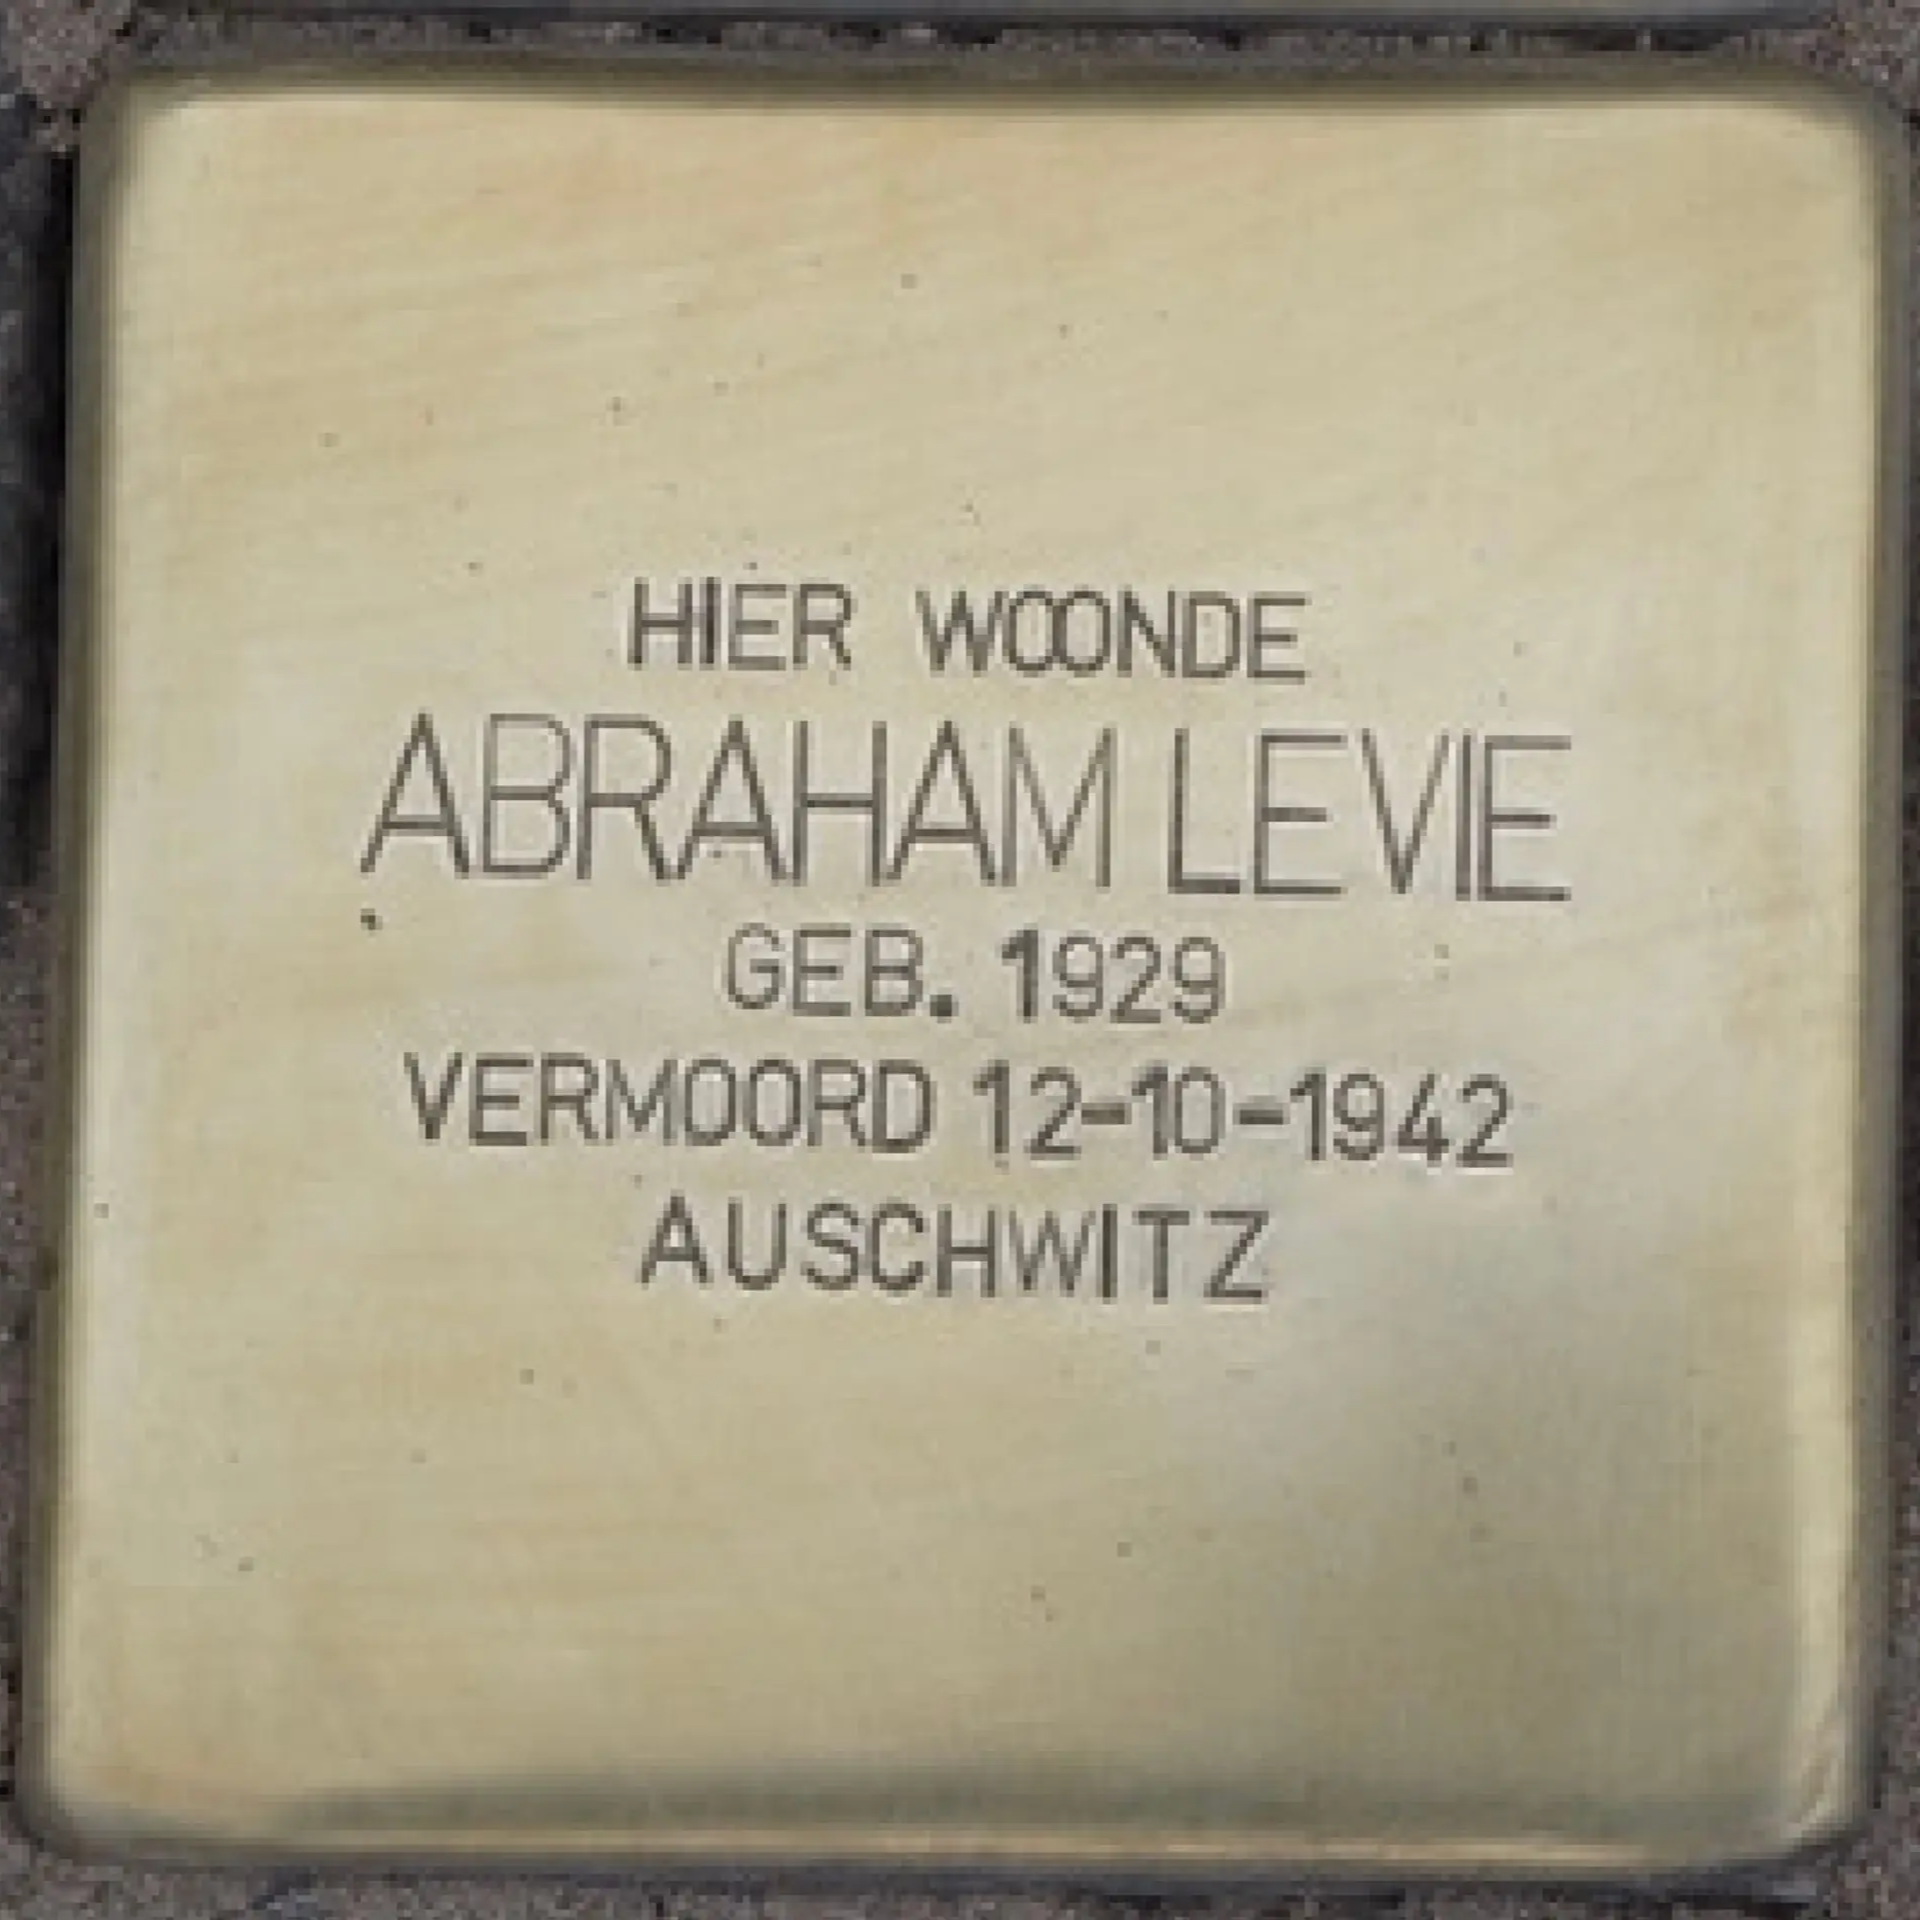 HIER WOONDE
ABRAHAM LEVIE
GEB. 1929
VERMOORD 12-10-1942
AUSCHWITZ